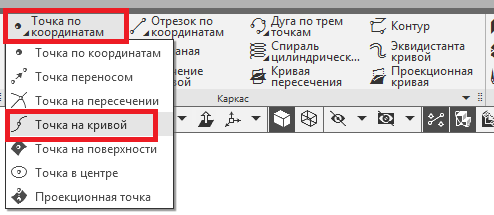 Точка по координатам
Отрезок по координатам
Дуга по трем точкам
Контур
Спираль цилиндрическ...
Эквидистанта кривой
Кривая пересечения
Проекционная кривая
Каркас
Точка по координатам
Точка переносом
Точка на пересечении
Точка на кривой
Точка на поверхности
Точка в центре
Проекционная точка